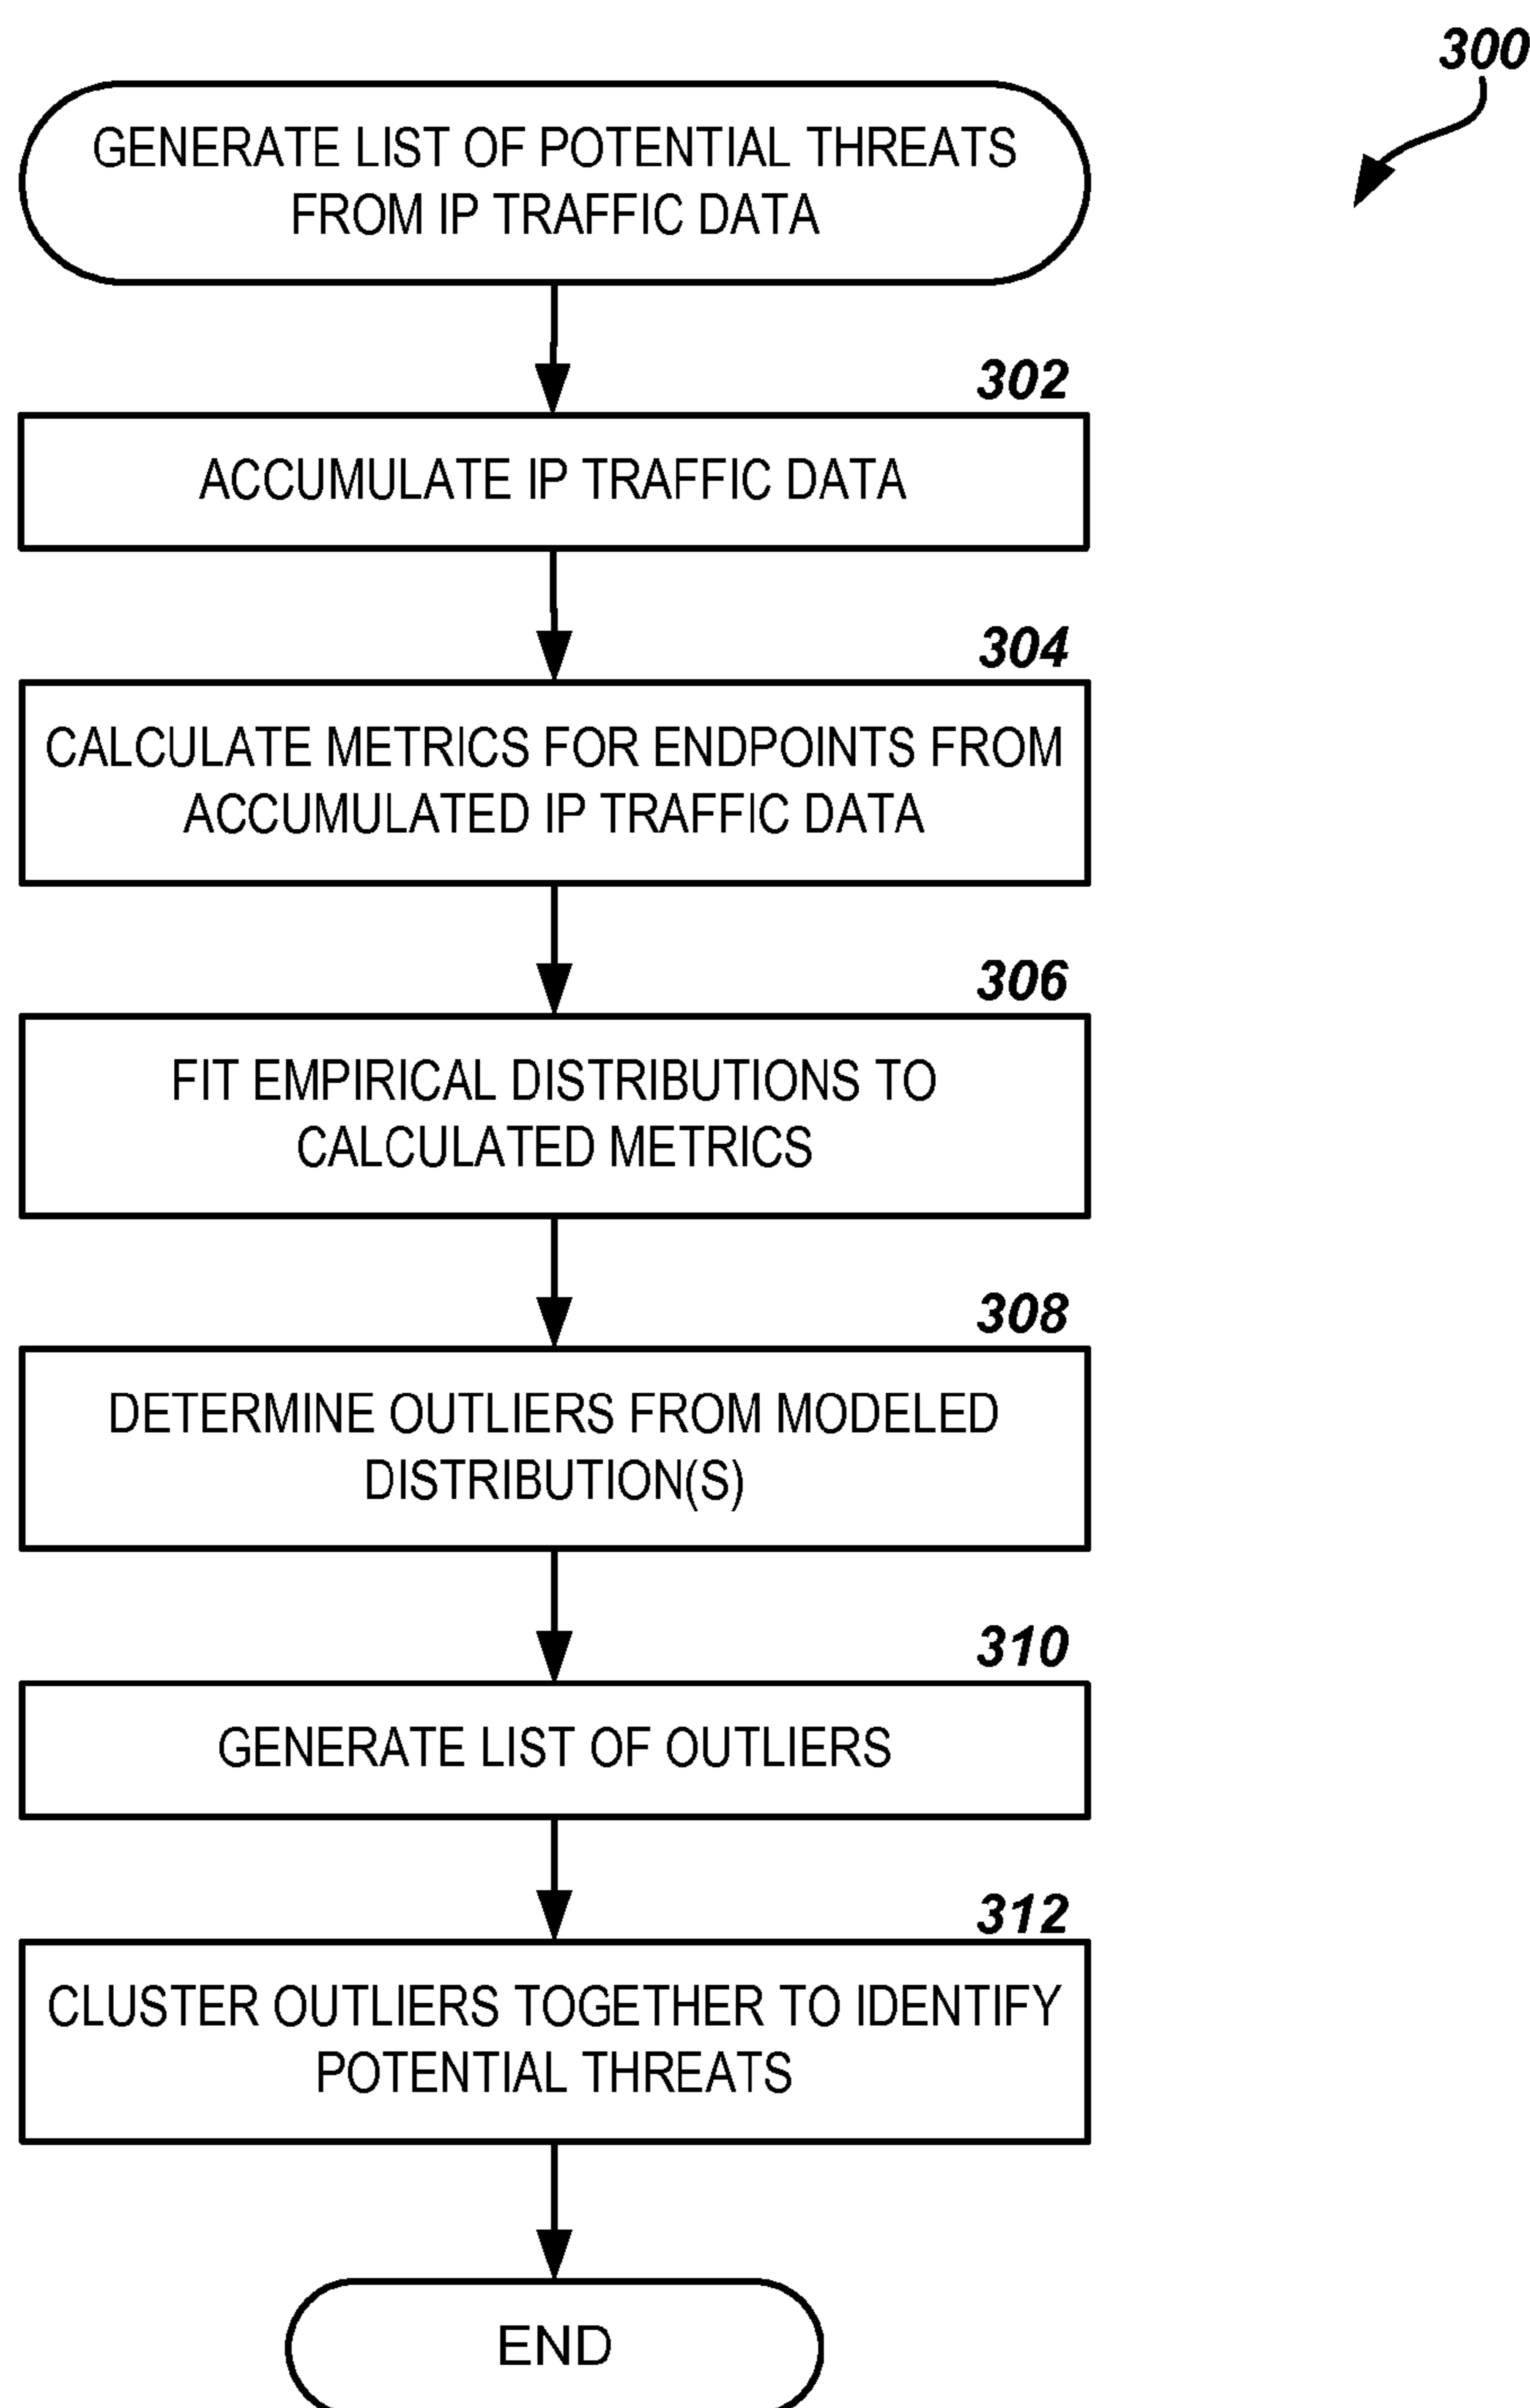 300
GENERATE LIST OF POTENTIAL THREATS
FROM IP TRAFFIC DATA
302
ACCUMULATE IP TRAFFIC DATA
304
CALCULATE METRICS FOR ENDPOINTS FROM
ACCUMULATED IP TRAFFIC DATA
306
FIT EMPIRICAL DISTRIBUTIONS TO
CALCULATED METRICS
308
DETERMINE OUTLIERS FROM MODELED
DISTRIBUTION(S)
310
GENERATE LIST OF OUTLIERS
312
CLUSTER OUTLIERS TOGETHER TO IDENTIFY
POTENTIAL THREATS
END